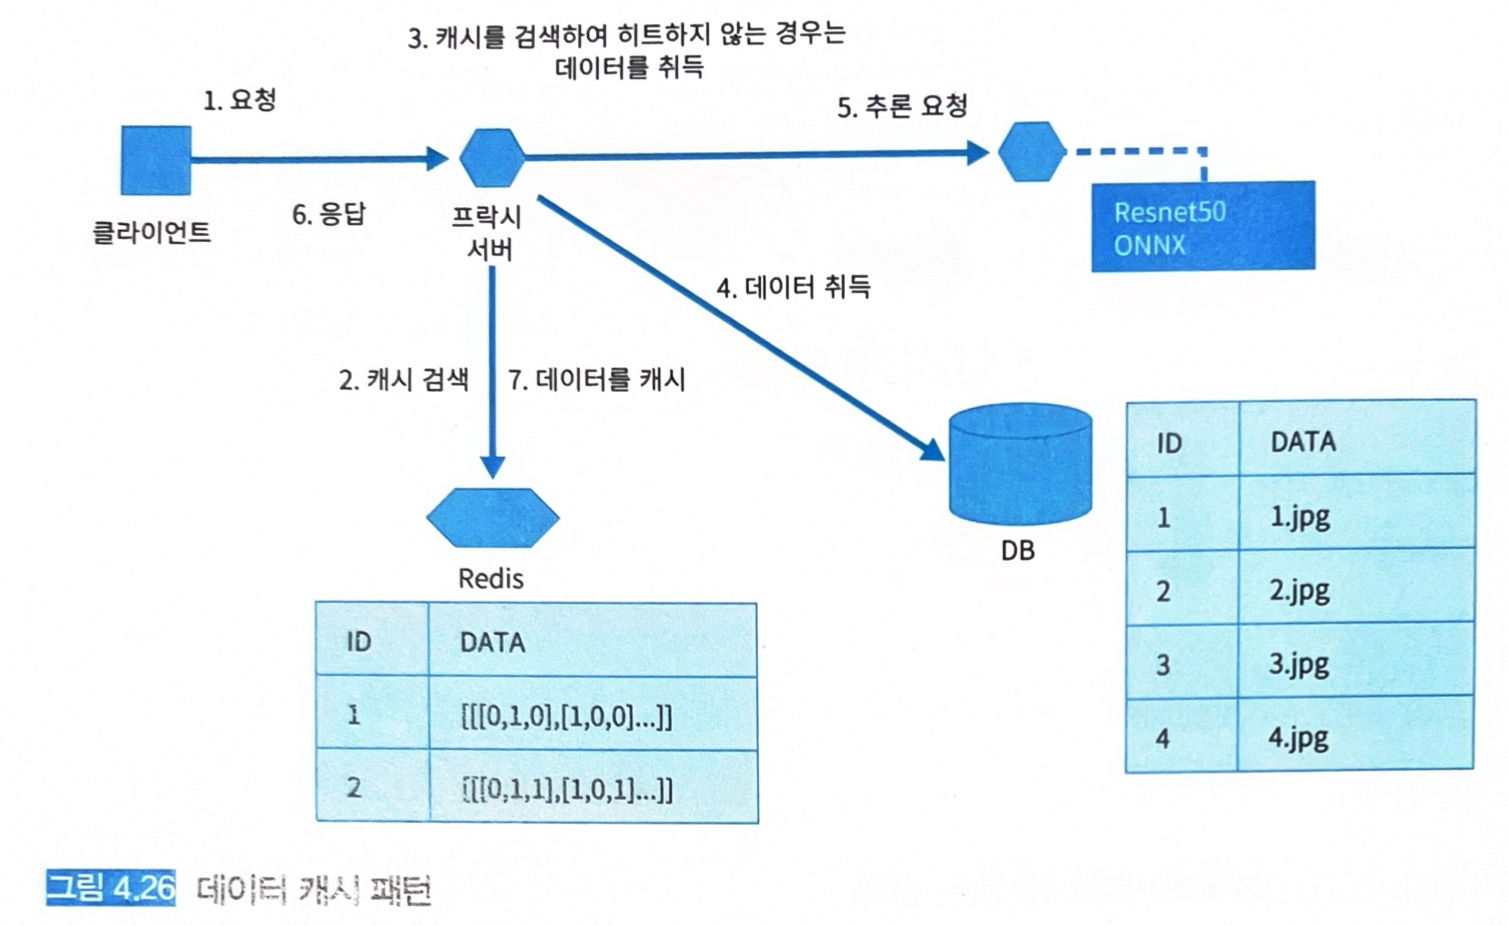 3. 캐시를 검색하여 히트하지 않는 경우는
데이터를 취득
1. 요청
5. 추론 요청
클라이언트
6. 응답
프락시
서버
Resnet50
ONNX
4. 데이터 취득
2. 캐시 검색
7. 데이터를 캐시
Redis
ID DATA
1 [[[0,1,0],[1,0,0]...]]
2 [[[0,1,1],[1,0,1]...]]
DB
ID DATA
1 1.jpg
2 2.jpg
3 3.jpg
4 4.jpg
그림 4.26 데이터 캐시 패턴